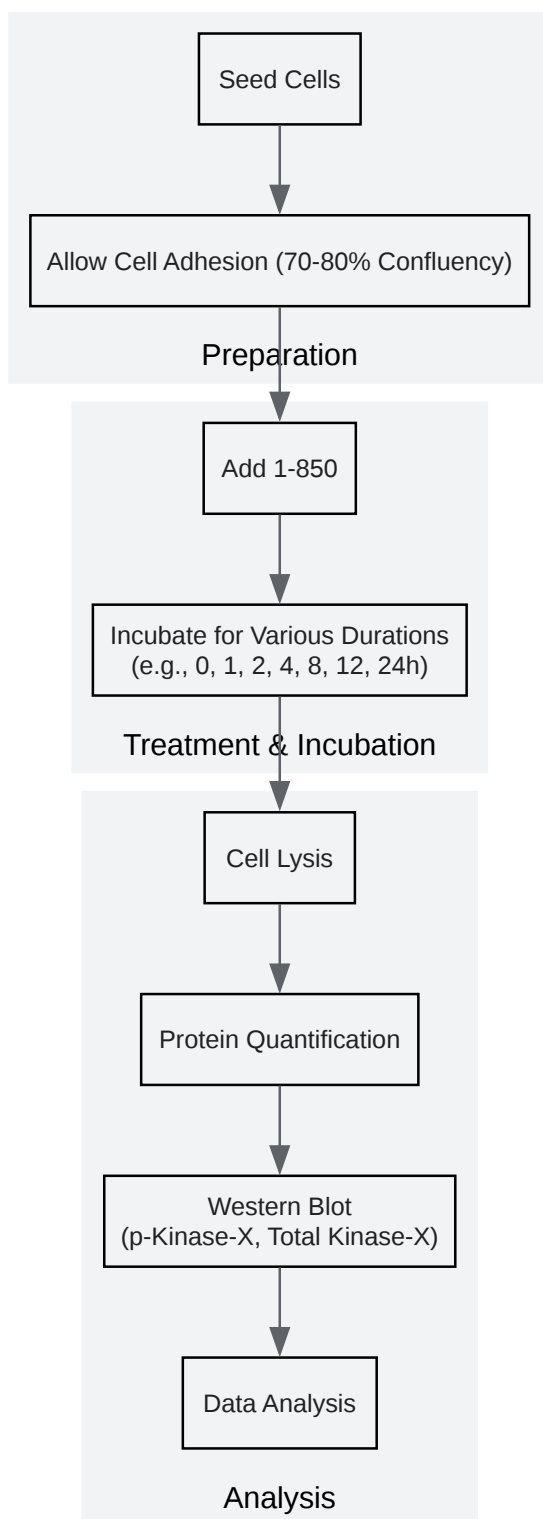 Seed Cells
Allow Cell Adhesion (70-80% Confluency)
Preparation
Add 1-850
Incubate for Various Durations
(e.g., 0, 1, 2, 4, 8, 12, 24h)
Treatment & Incubation
Cell Lysis
Protein Quantification
Western Blot
(p-Kinase-X, Total Kinase-X)
Data Analysis
Analysis